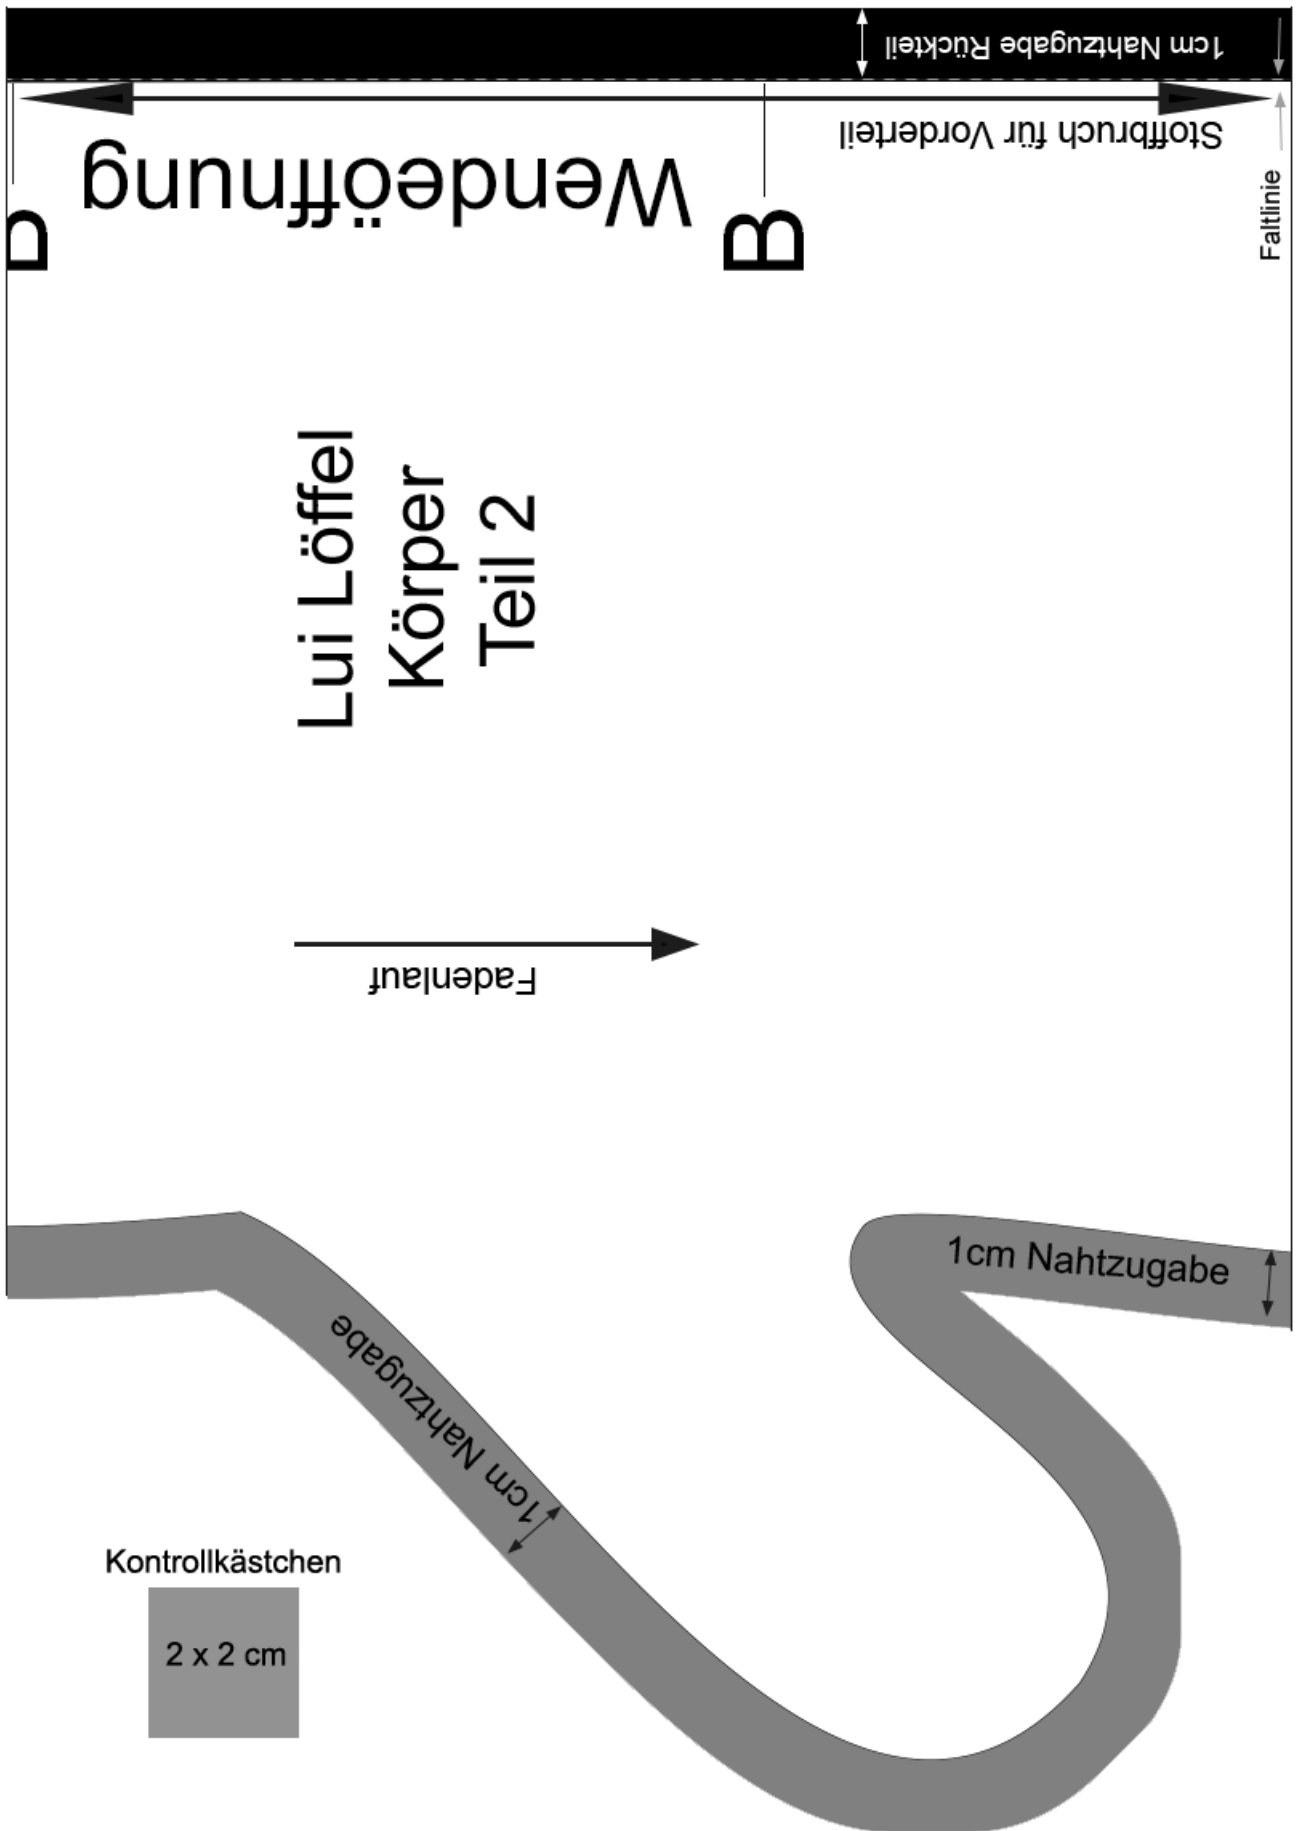 1cm Nahtzugabe Rückteil
Stoffbruch für Vorderteil
Faltlinie
Wendeöffnung
B
B
Lui Löffel
Körper
Teil 2
Fadenlauf
1cm Nahtzugabe
1cm Nahtzugabe
Kontrollkästchen
2 x 2 cm